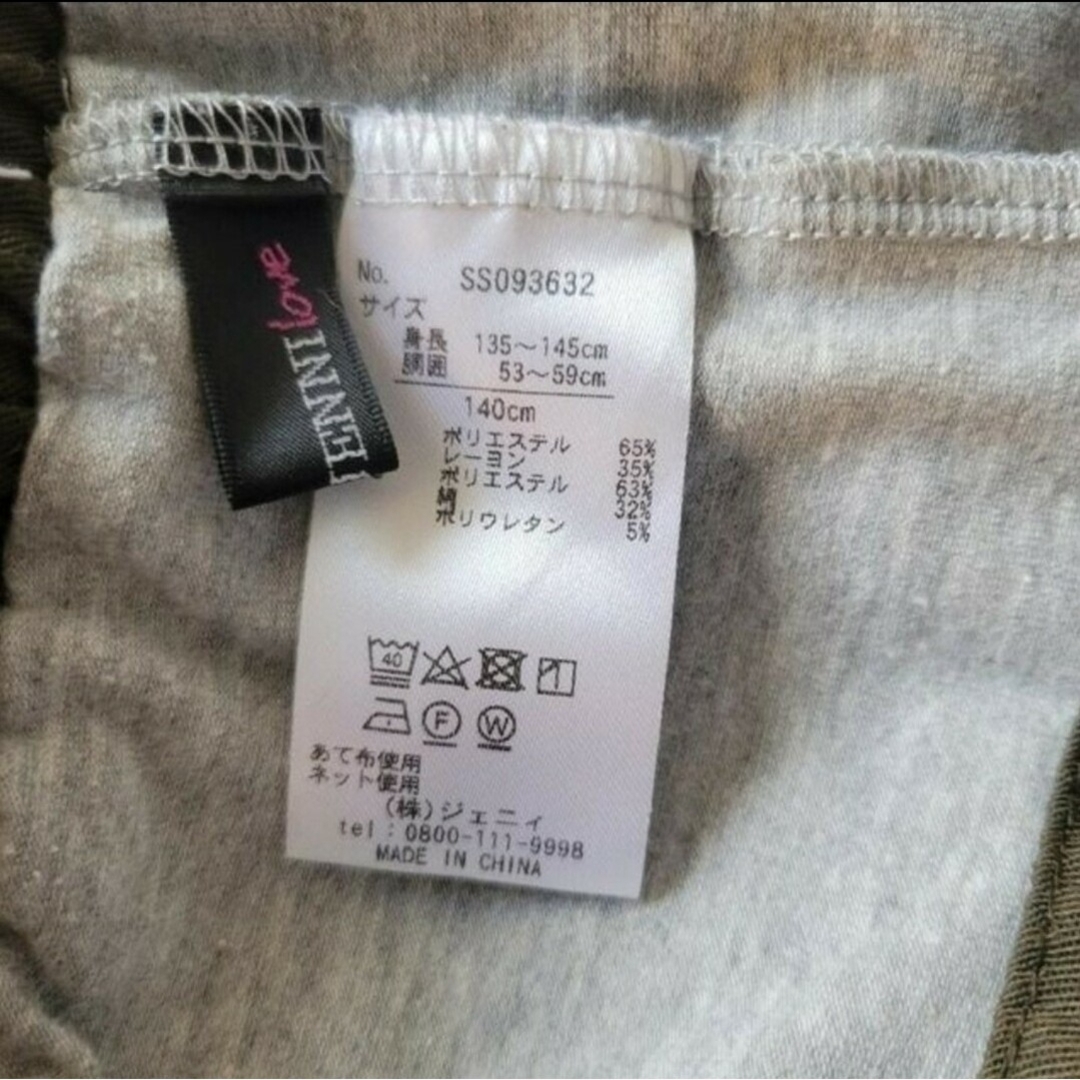 love
No. SS093632
サイズ
身長 135～145cm
胴囲 53～59cm
140cm
ポリエステル 65%
レーヨン 35%
ポリエステル 63%
綿 32%
ポリウレタン 5%
40
F
W
あて布使用
ネット使用
(株)ジェニィ
tel：0800-111-9998
MADE IN CHINA